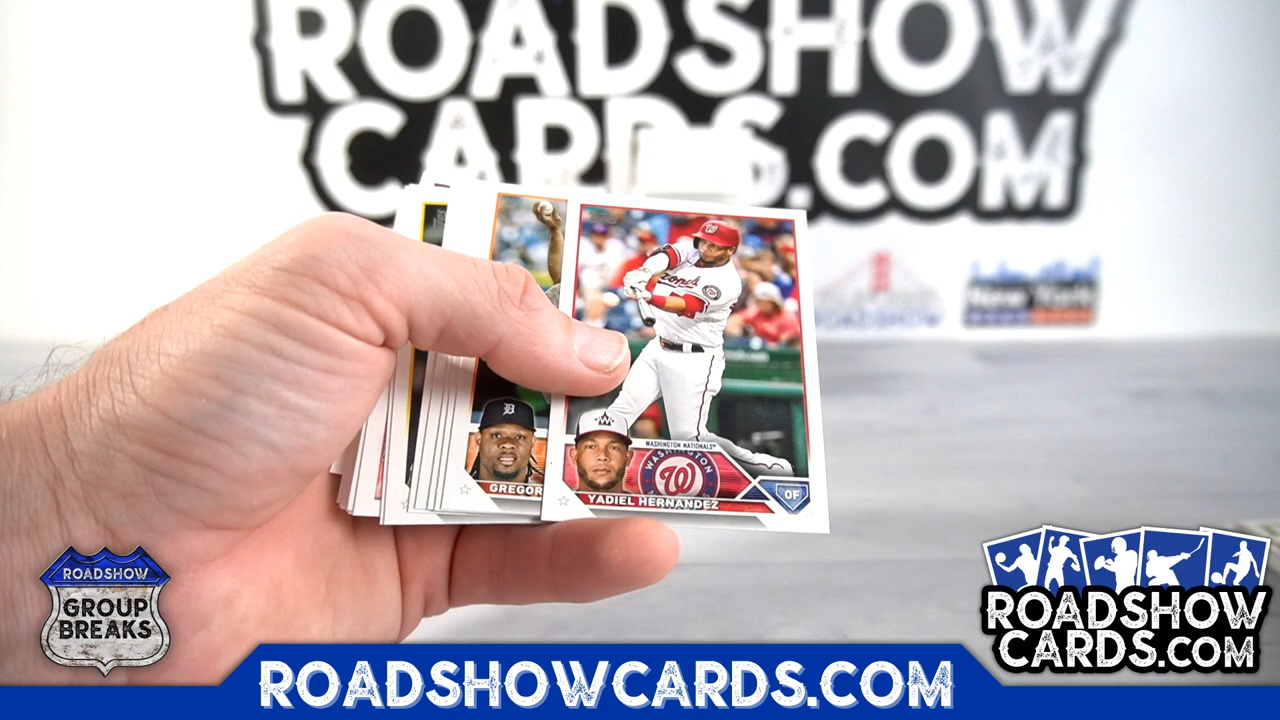 ROADSHOW
CARDS.COM
New York
WASHINGTON NATIONALS
WASHINGTON
W
YADIEL HERNANDEZ
OF
GREGOR
ROADSHOW
GROUP
BREAKS
ROADSHOW
CARDS.COM
ROADSHOWCARDS.COM